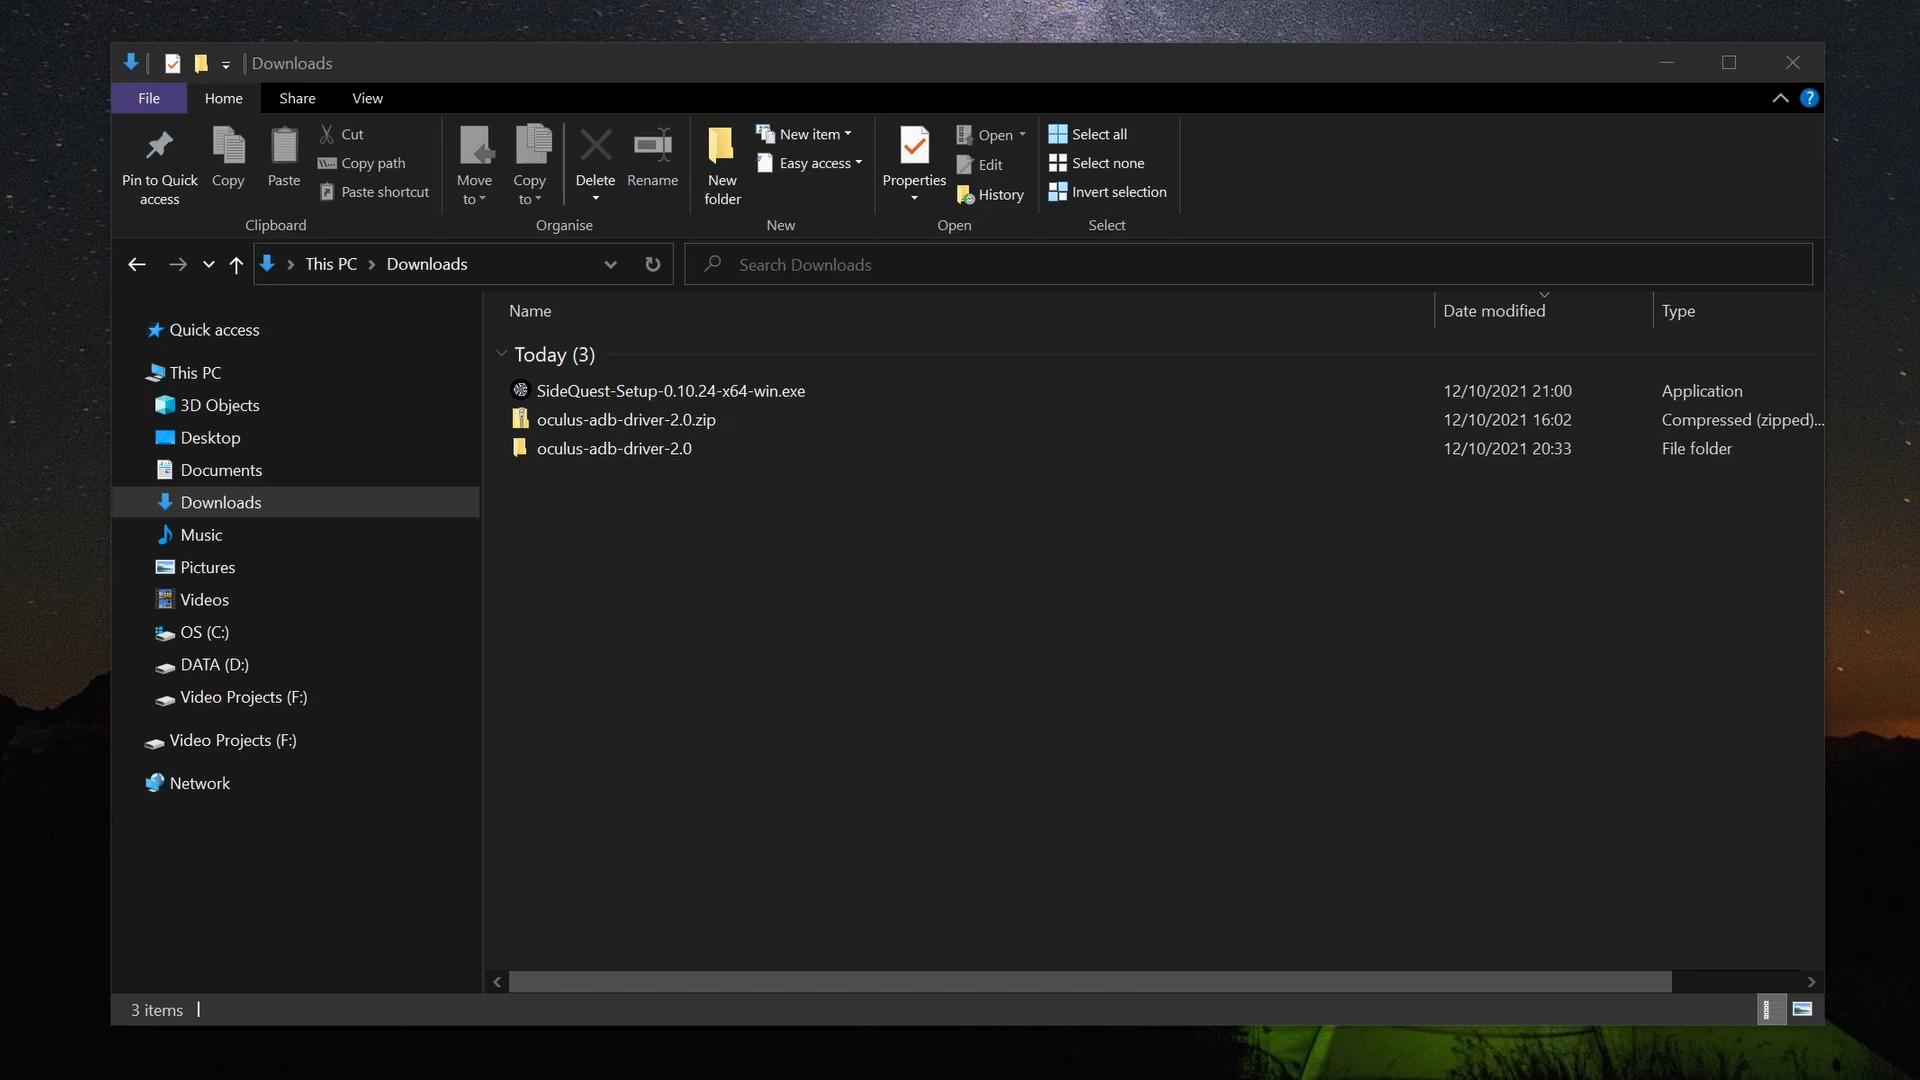 Downloads
File Home Share View ?
Pin to Quick access Copy Paste Cut Copy path Paste shortcut
Clipboard
Move to Copy to Delete Rename
Organise
New folder New item Easy access
New
Properties Open Edit History
Open
Select all Select none Invert selection
Select
This PC Downloads
Search Downloads
Quick access
This PC
3D Objects
Desktop
Documents
Downloads
Music
Pictures
Videos
OS (C:)
DATA (D:)
Video Projects (F:)
Video Projects (F:)
Network
Name Date modified Type
Today (3)
SideQuest-Setup-0.10.24-x64-win.exe 12/10/2021 21:00 Application
oculus-adb-driver-2.0.zip 12/10/2021 16:02 Compressed (zipped)...
oculus-adb-driver-2.0 12/10/2021 20:33 File folder
3 items